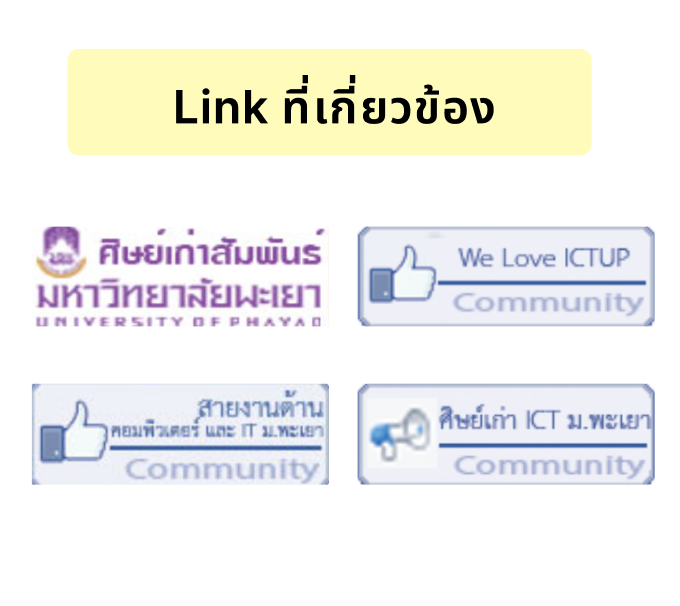 Link ที่เกี่ยวข้อง
ศิษย์เก่าสัมพันธ์
มหาวิทยาลัยพะเยา
UNIVERSITY OF PHAYAO
We Love ICTUP
Community
สายงานด้าน
คอมพิวเตอร์ และ IT ม.พะเยา
Community
ศิษย์เก่า ICT ม.พะเยา
Community